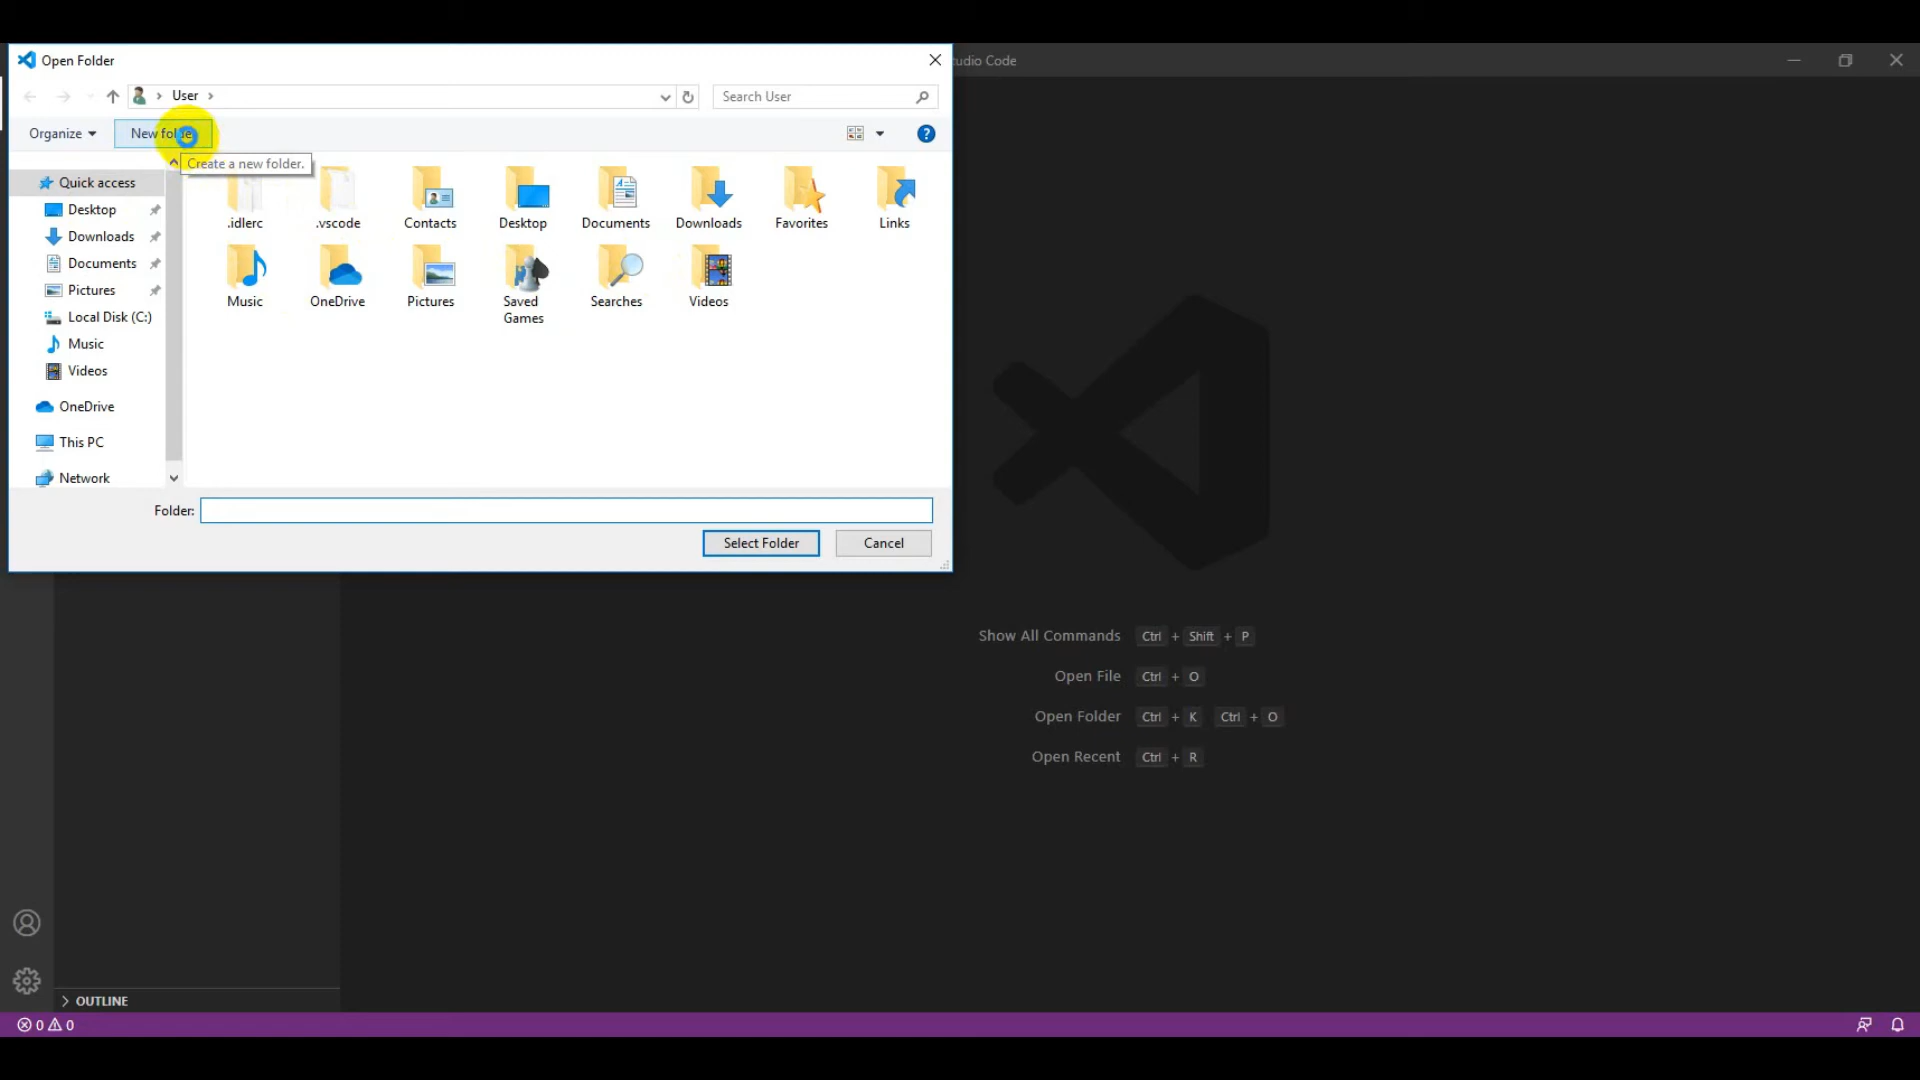 Open Folder
tudio Code
User
Search User
Organize
New folde
Create a new folder.
Quick access
Desktop
Downloads
Documents
Pictures
Local Disk (C:)
Music
Videos
OneDrive
This PC
Network
.idlerc
.vscode
Contacts
Desktop
Documents
Downloads
Favorites
Links
Music
OneDrive
Pictures
Saved
Games
Searches
Videos
Folder:
Select Folder
Cancel
Show All Commands Ctrl + Shift + P
Open File Ctrl + O
Open Folder Ctrl + K Ctrl + O
Open Recent Ctrl + R
OUTLINE
0 0